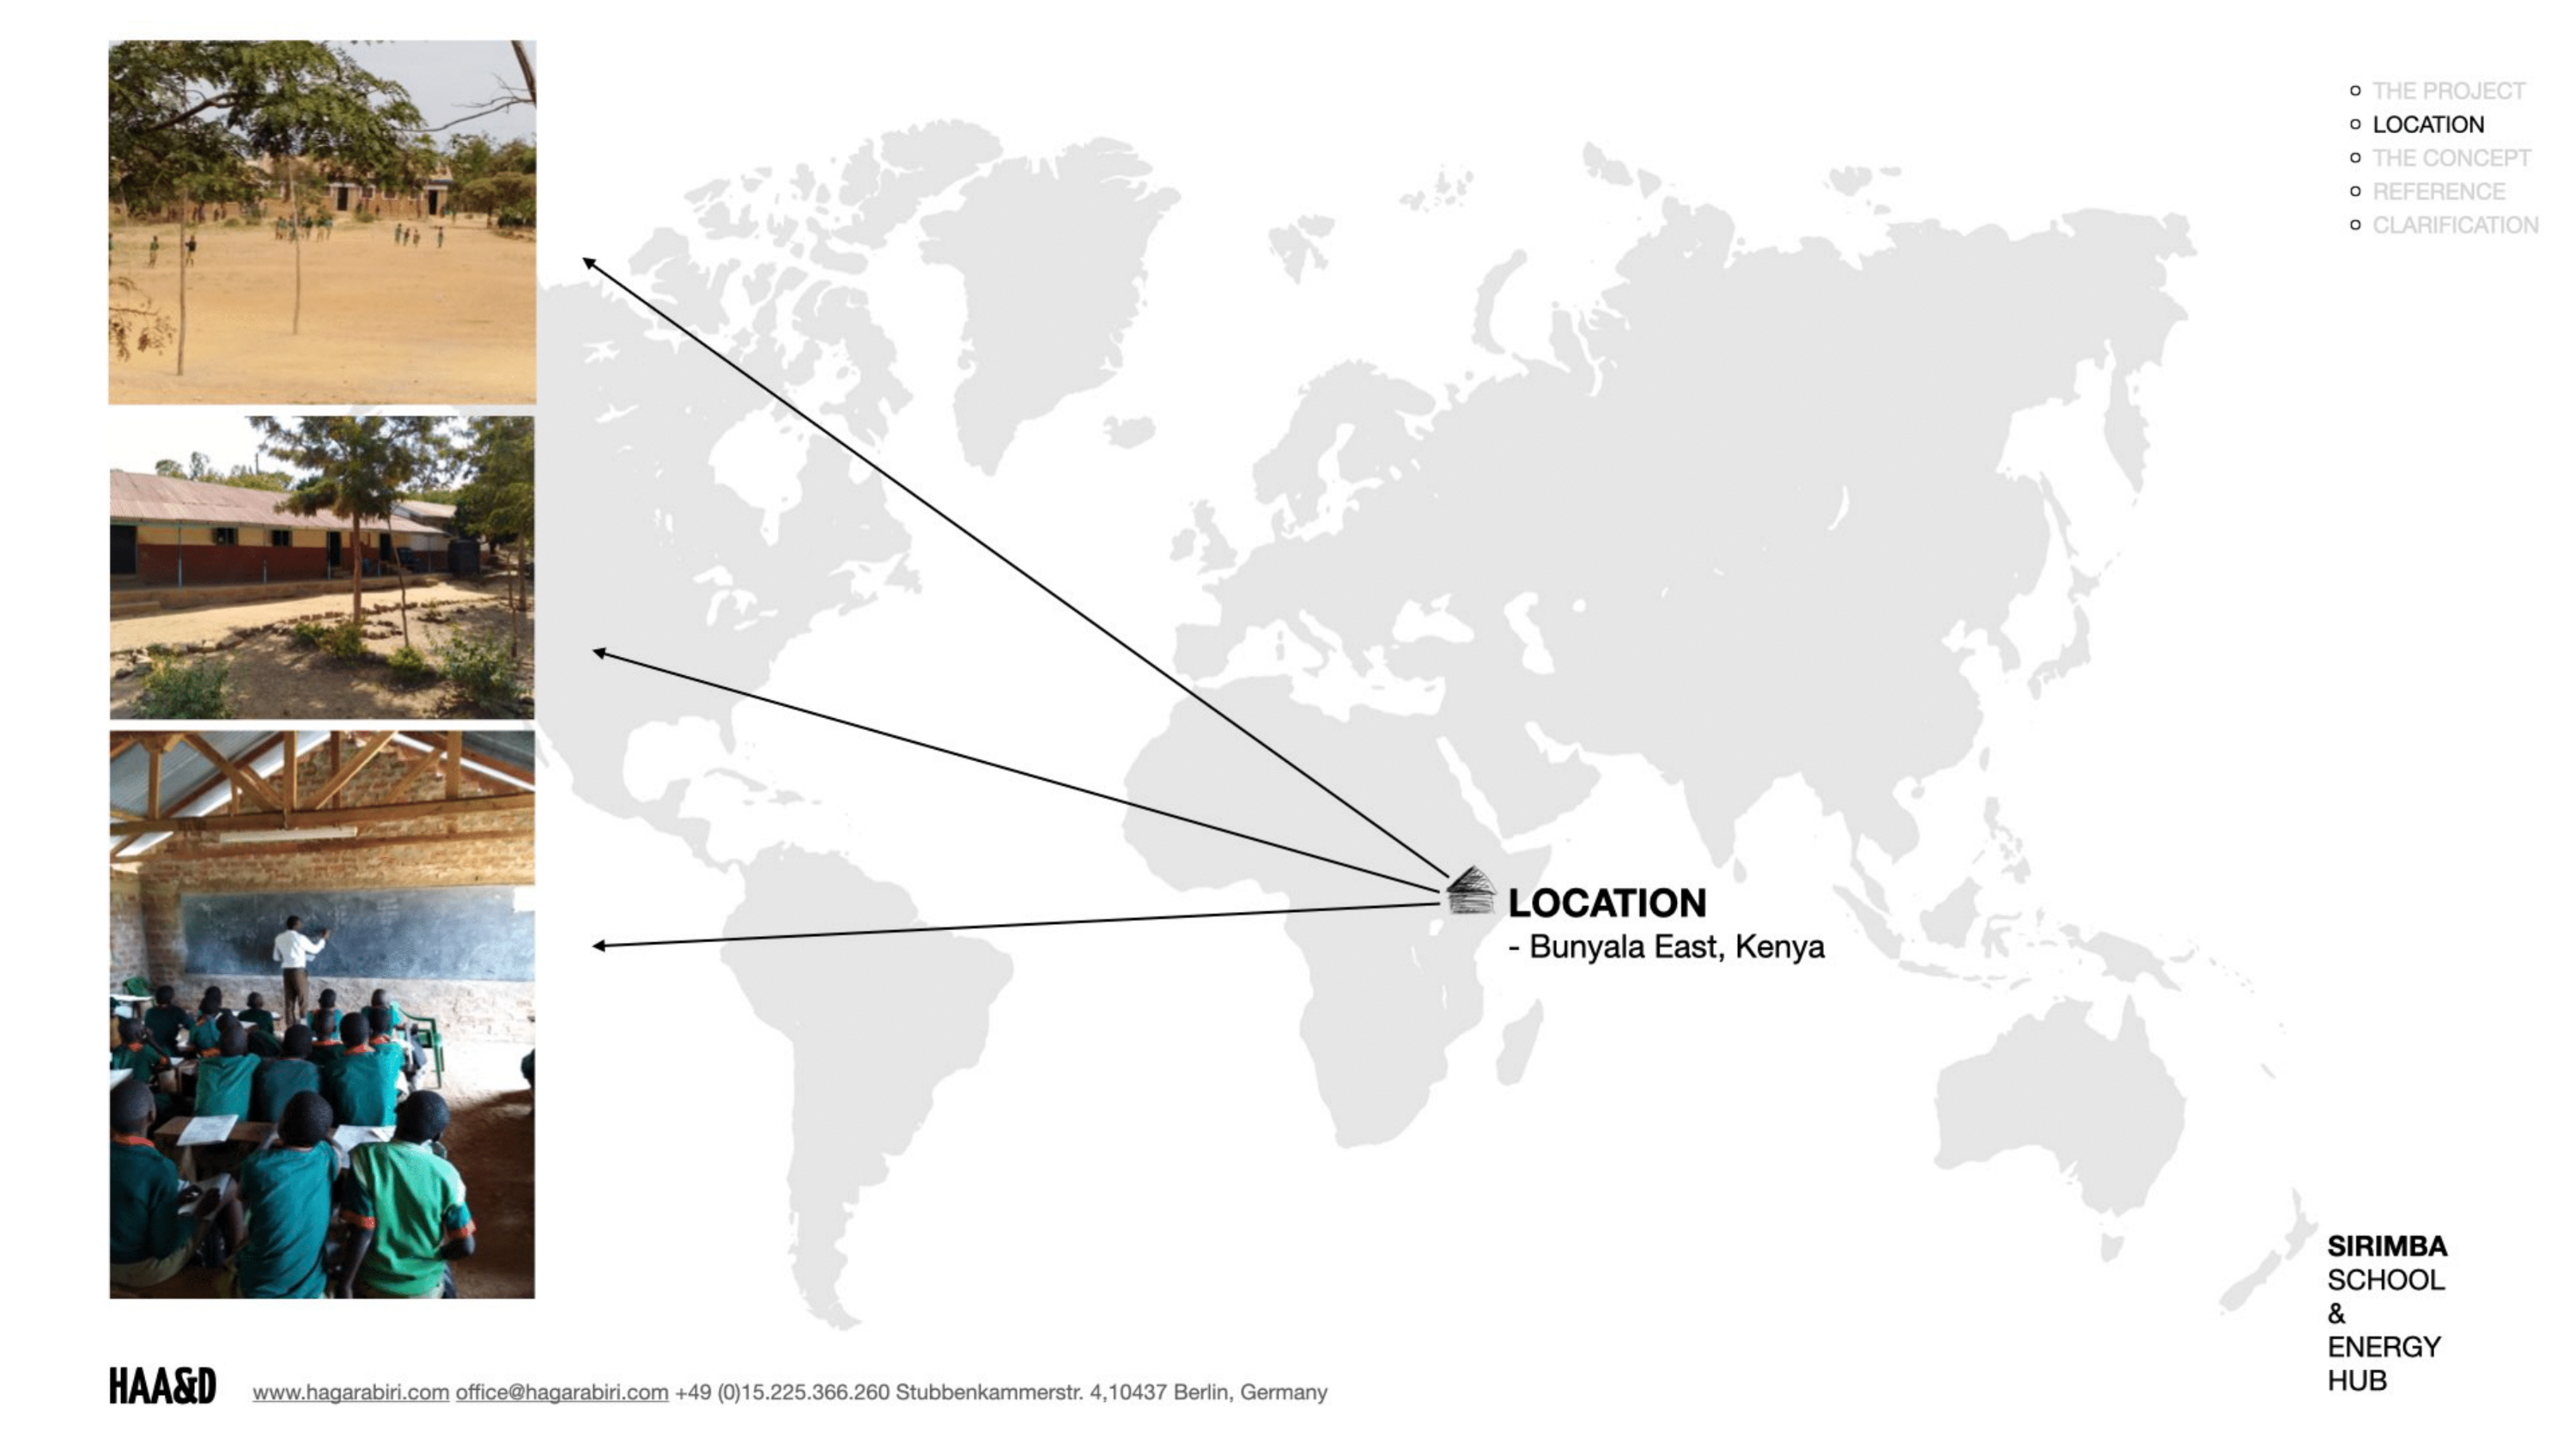 THE PROJECT
LOCATION
THE CONCEPT
REFERENCE
CLARIFICATION
LOCATION
- Bunyala East, Kenya
SIRIMBA
SCHOOL
&
ENERGY
HUB
HAA&D www.hagarabiri.com office@hagarabiri.com +49 (0)15.225.366.260 Stubbenkammerstr. 4,10437 Berlin, Germany